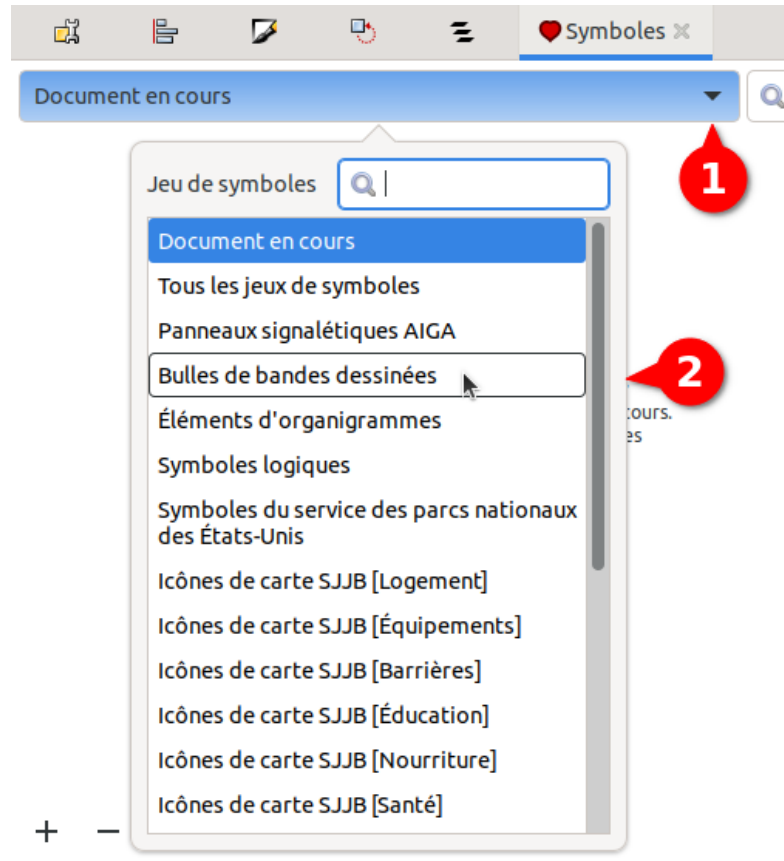 Symboles
Document en cours
1
Jeu de symboles
Document en cours
Tous les jeux de symboles
Panneaux signalétiques AIGA
Bulles de bandes dessinées
2
Éléments d'organigrammes
cours.
es
Symboles logiques
Symboles du service des parcs nationaux
des États-Unis
Icônes de carte SJJB [Logement]
Icônes de carte SJJB [Équipements]
Icônes de carte SJJB [Barrières]
Icônes de carte SJJB [Éducation]
Icônes de carte SJJB [Nourriture]
Icônes de carte SJJB [Santé]